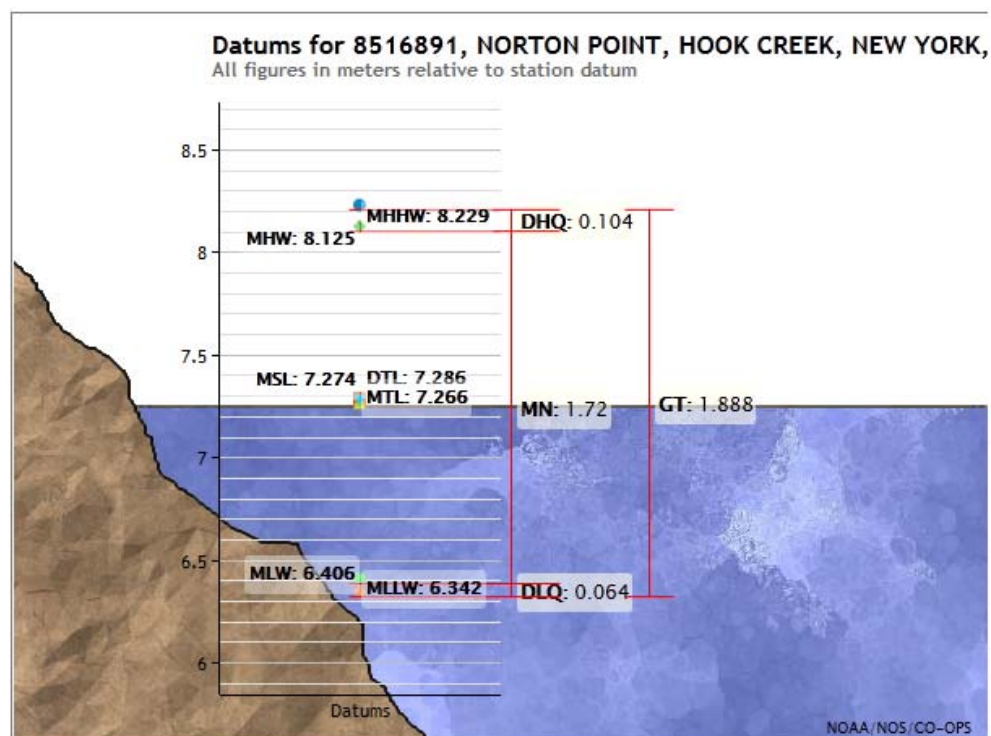 Datums for 8516891, NORTON POINT, HOOK CREEK, NEW YORK,
All figures in meters relative to station datum
8.5
MHHW: 8.229
DHQ: 0.104
MHW: 8.125
8
7.5
MSL: 7.274
DTL: 7.286
MTL: 7.266
MN: 1.72
GT: 1.888
7
6.5
MLW: 6.406
MLLW: 6.342
DLQ: 0.064
6
Datums
NOAA/NOS/CO-OPS